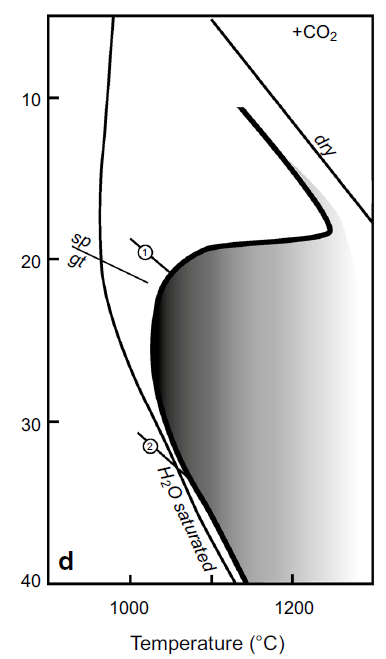 +CO₂
10
dry
sp
1
20
gt
30
2
H₂O saturated
d
40
1000
1200
Temperature (°C)